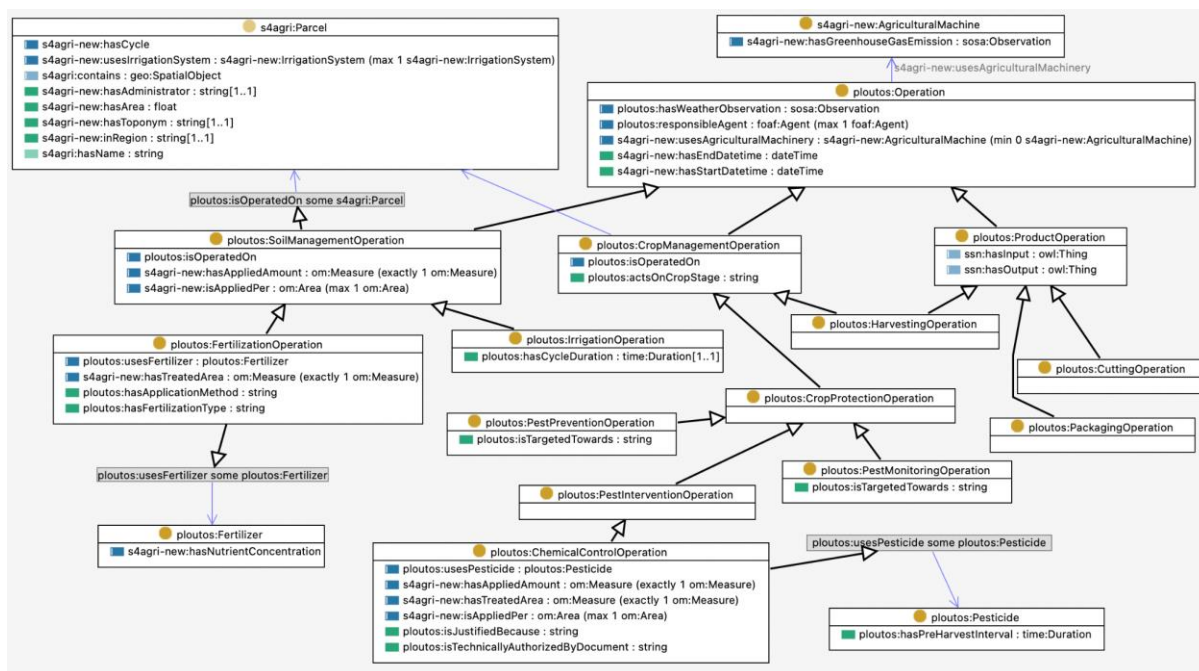 s4agri:Parcel
s4agri-new:hasCycle
s4agri-new:usesIrrigationSystem : s4agri-new:IrrigationSystem (max 1 s4agri-new:IrrigationSystem)
s4agri:contains : geo:SpatialObject
s4agri-new:hasAdministrator : string[1..1]
s4agri-new:hasArea : float
s4agri-new:hasToponym : string[1..1]
s4agri-new:inRegion : string[1..1]
s4agri:hasName : string
s4agri-new:AgriculturalMachine
s4agri-new:hasGreenhouseGasEmission : sosa:Observation
s4agri-new:usesAgriculturalMachinery
ploutos:Operation
ploutos:hasWeatherObservation : sosa:Observation
ploutos:responsibleAgent : foaf:Agent (max 1 foaf:Agent)
s4agri-new:usesAgriculturalMachinery : s4agri-new:AgriculturalMachine (min 0 s4agri-new:AgriculturalMachine)
s4agri-new:hasEndDatetime : dateTime
s4agri-new:hasStartDatetime : dateTime
ploutos:isOperatedOn some s4agri:Parcel
ploutos:SoilManagementOperation
ploutos:isOperatedOn
s4agri-new:hasAppliedAmount : om:Measure (exactly 1 om:Measure)
s4agri-new:isAppliedPer : om:Area (max 1 om:Area)
ploutos:CropManagementOperation
ploutos:isOperatedOn
ploutos:actsOnCropStage : string
ploutos:ProductOperation
ssn:hasInput : owl:Thing
ssn:hasOutput : owl:Thing
ploutos:FertilizationOperation
ploutos:usesFertilizer : ploutos:Fertilizer
s4agri-new:hasTreatedArea : om:Measure (exactly 1 om:Measure)
ploutos:hasApplicationMethod : string
ploutos:hasFertilizationType : string
ploutos:IrrigationOperation
ploutos:hasCycleDuration : time:Duration[1..1]
ploutos:HarvestingOperation
ploutos:CuttingOperation
ploutos:CropProtectionOperation
ploutos:PackagingOperation
ploutos:PestPreventionOperation
ploutos:isTargetedTowards : string
ploutos:PestMonitoringOperation
ploutos:isTargetedTowards : string
ploutos:usesFertilizer some ploutos:Fertilizer
ploutos:PestInterventionOperation
ploutos:Fertilizer
s4agri-new:hasNutrientConcentration
ploutos:ChemicalControlOperation
ploutos:usesPesticide : ploutos:Pesticide
s4agri-new:hasAppliedAmount : om:Measure (exactly 1 om:Measure)
s4agri-new:hasTreatedArea : om:Measure (exactly 1 om:Measure)
s4agri-new:isAppliedPer : om:Area (max 1 om:Area)
ploutos:isJustifiedBecause : string
ploutos:isTechnicallyAuthorizedByDocument : string
ploutos:usesPesticide some ploutos:Pesticide
ploutos:Pesticide
ploutos:hasPreHarvestInterval : time:Duration